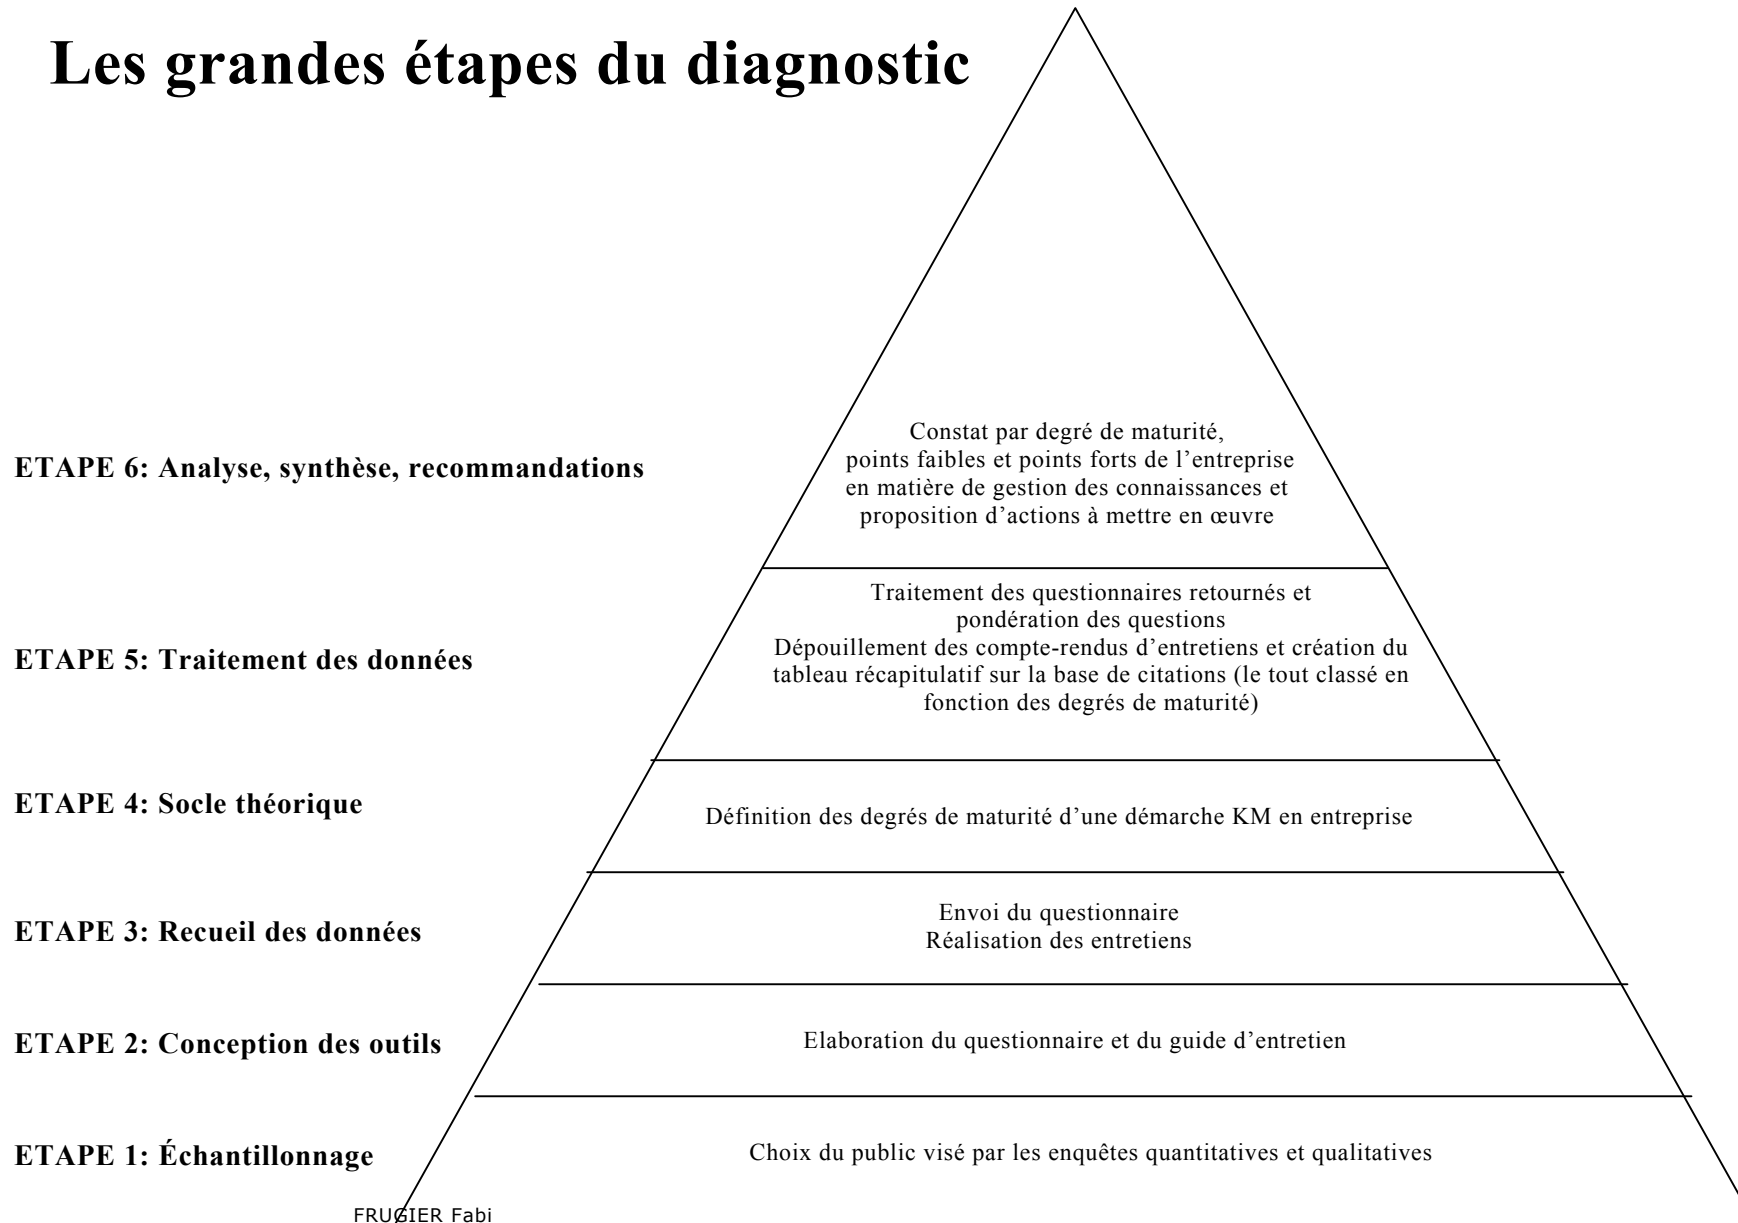 Les grandes étapes du diagnostic
Constat par degré de maturité,
points faibles et points forts de l’entreprise
en matière de gestion des connaissances et
proposition d’actions à mettre en œuvre
ETAPE 6: Analyse, synthèse, recommandations
Traitement des questionnaires retournés et
pondération des questions
Dépouillement des compte-rendus d’entretiens et création du
tableau récapitulatif sur la base de citations (le tout classé en
fonction des degrés de maturité)
ETAPE 5: Traitement des données
ETAPE 4: Socle théorique
Définition des degrés de maturité d’une démarche KM en entreprise
ETAPE 3: Recueil des données
Envoi du questionnaire
Réalisation des entretiens
ETAPE 2: Conception des outils
Elaboration du questionnaire et du guide d’entretien
ETAPE 1: Échantillonnage
Choix du public visé par les enquêtes quantitatives et qualitatives
FRUGIER Fabi